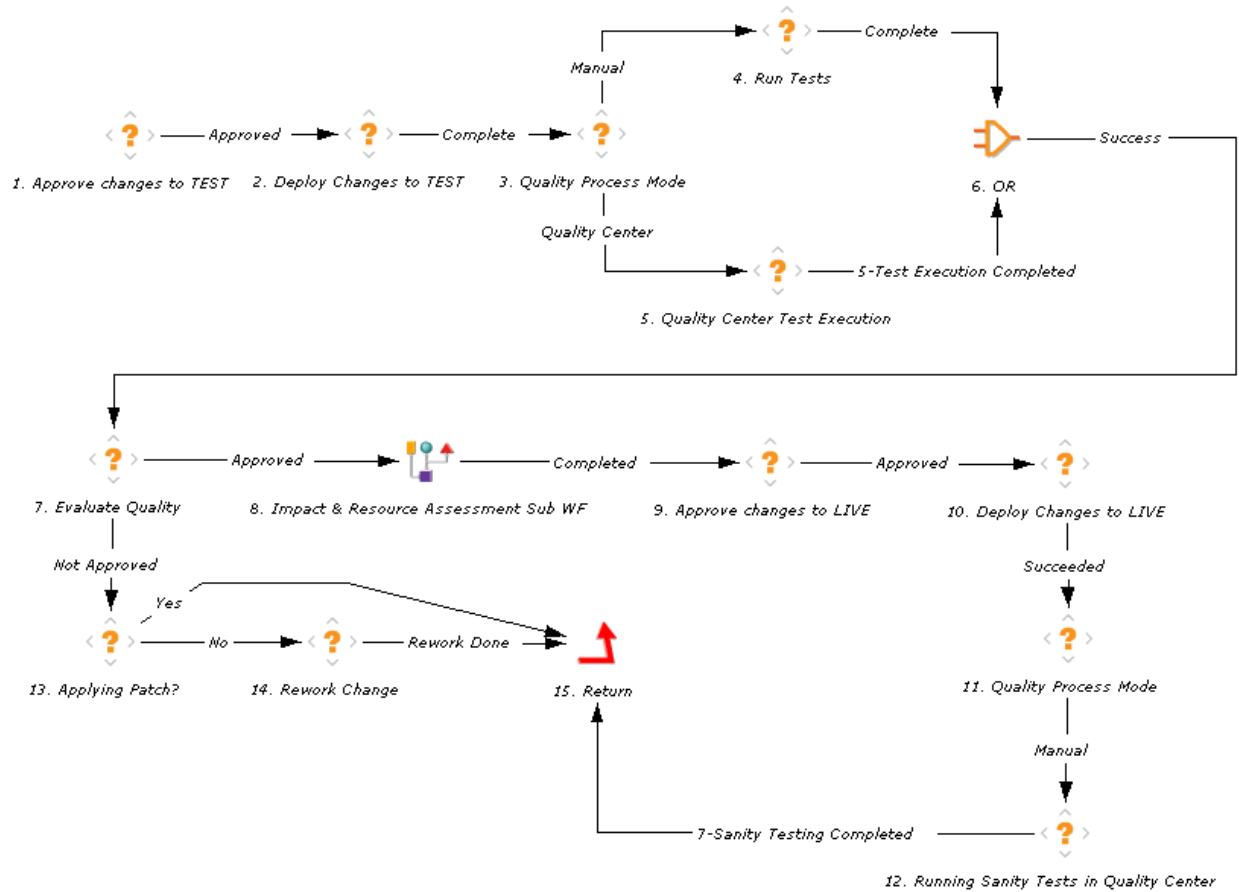 Complete
Manual
4. Run Tests
Approved
Complete
Success
1. Approve changes to TEST
2. Deploy Changes to TEST
3. Quality Process Mode
6. OR
Quality Center
5-Test Execution Completed
5. Quality Center Test Execution
Approved
Completed
Approved
7. Evaluate Quality
8. Impact & Resource Assessment Sub WF
9. Approve changes to LIVE
10. Deploy Changes to LIVE
Not Approved
Succeeded
Yes
No
Rework Done
13. Applying Patch?
14. Rework Change
15. Return
11. Quality Process Mode
Manual
7-Sanity Testing Completed
12. Running Sanity Tests in Quality Center